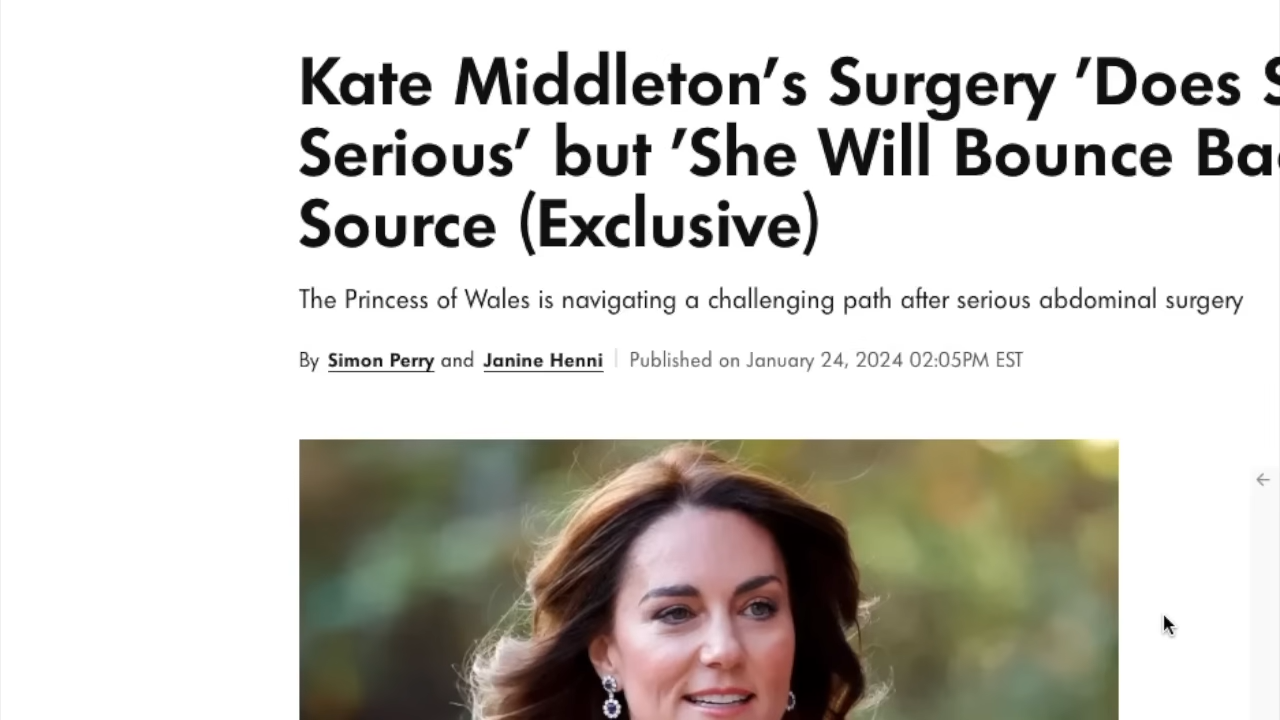 Kate Middleton’s Surgery ’Does
Serious’ but ’She Will Bounce
Source (Exclusive)
The Princess of Wales is navigating a challenging path after serious abdominal surgery
By Simon Perry and Janine Henni Published on January 24, 2024 02:05PM EST